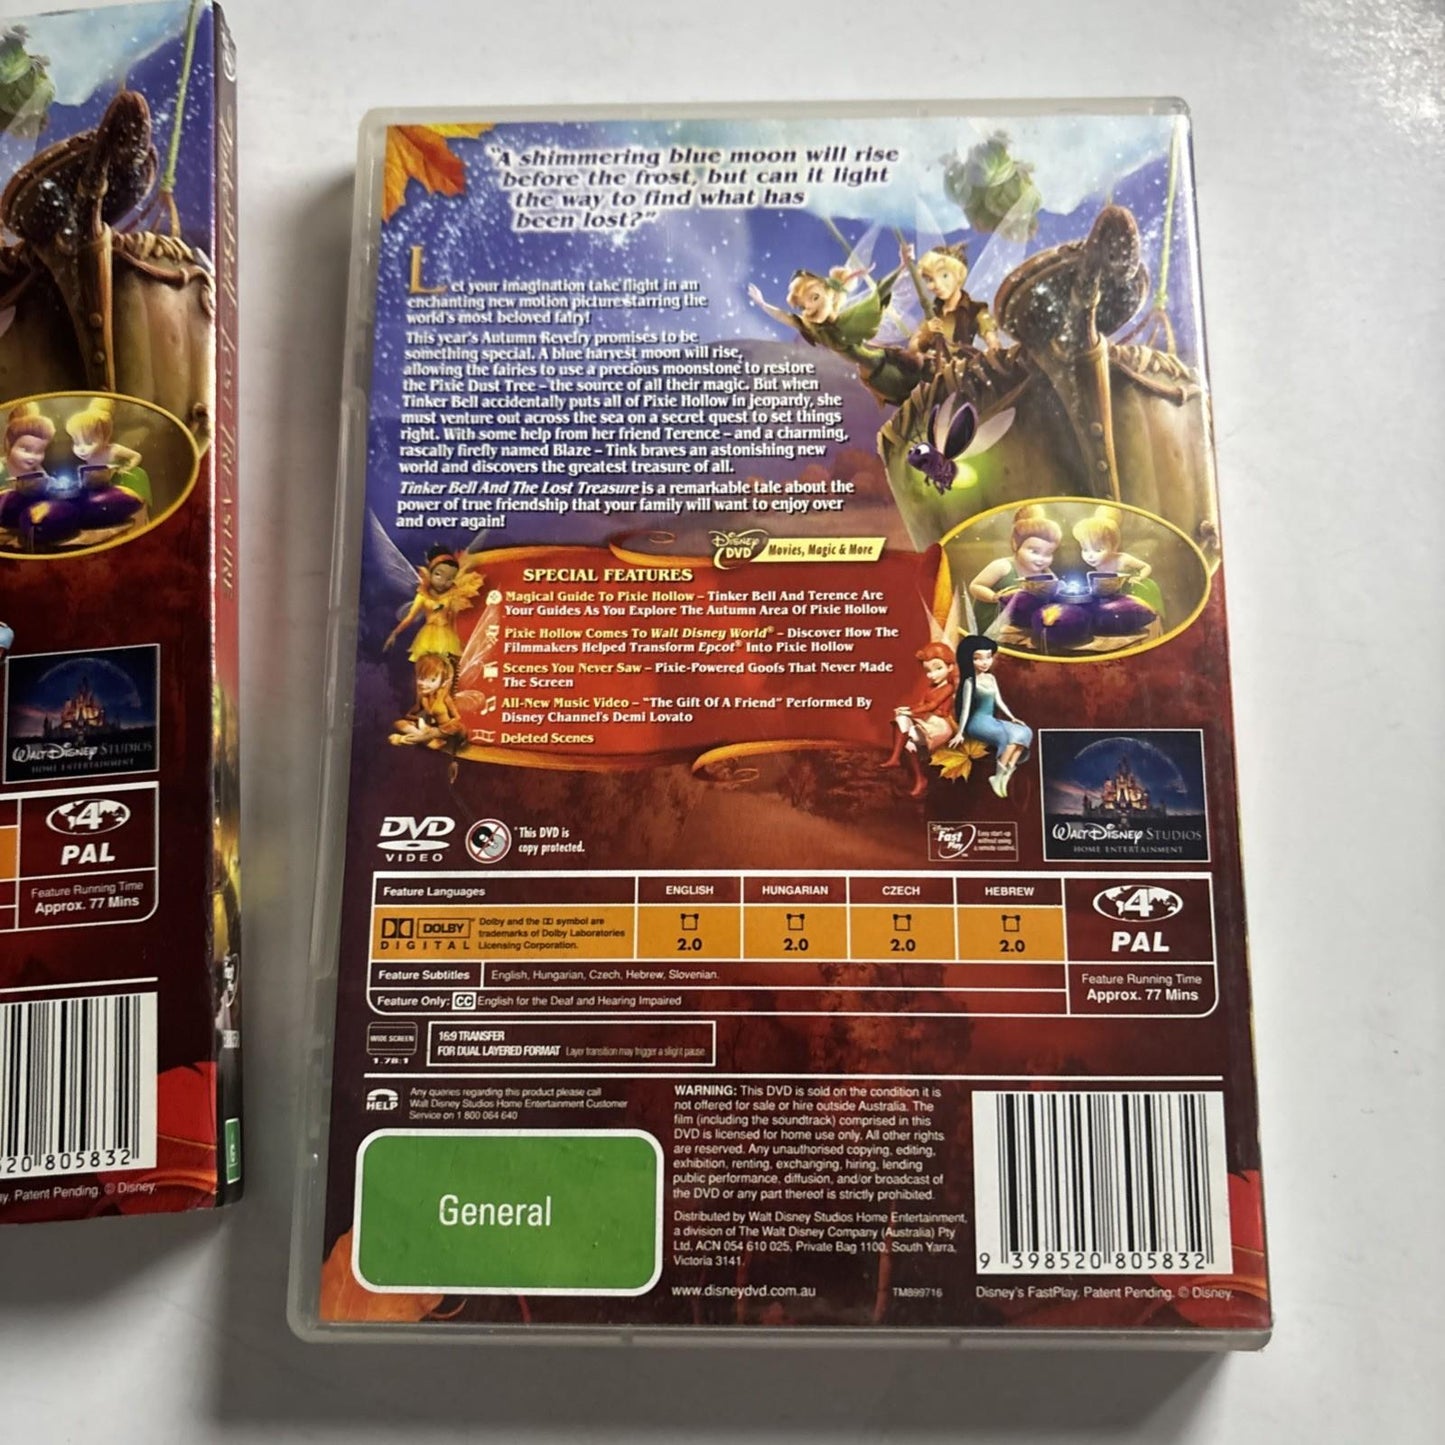 "A shimmering blue moon will rise
before the frost, but can it light
the way to find what has
been lost?"
Let your imagination take flight in an
enchanting new motion picture starring the
world's most beloved fairy!
This year's Autumn Revelry promises to be
something special. A blue harvest moon will rise,
allowing the fairies to use a precious moonstone to restore
the Pixie Dust Tree – the source of all their magic. But when
Tinker Bell accidentally puts all of Pixie Hollow in jeopardy, she
must venture out across the sea on a secret quest to set things
right. With some help from her friend Terence – and a charming,
rascally firefly named Blaze – Tink braves an astonishing new
world and discovers the greatest treasure of all.
Tinker Bell And The Lost Treasure is a remarkable tale about the
power of true friendship that your family will want to enjoy over
and over again!
Disney DVD Movies, Magic & More
SPECIAL FEATURES
Magical Guide To Pixie Hollow – Tinker Bell And Terence Are
Your Guides As You Explore The Autumn Area Of Pixie Hollow
Pixie Hollow Comes To Walt Disney World® – Discover How The
Filmmakers Helped Transform Epcot® Into Pixie Hollow
Scenes You Never Saw – Pixie-Powered Goofs That Never Made
The Screen
All-New Music Video – "The Gift Of A Friend" Performed By
Disney Channel's Demi Lovato
Deleted Scenes
DVD
VIDEO
*This DVD is
copy protected.
Disney's
Fast
Play™
Easy start-up
without using
a remote control.
WALT DISNEY STUDIOS
HOME ENTERTAINMENT
Feature Languages ENGLISH HUNGARIAN CZECH HEBREW
DOLBY
DIGITAL
Dolby and the DD symbol are
trademarks of Dolby Laboratories
Licensing Corporation.
2.0 2.0 2.0 2.0
4
PAL
Feature Subtitles English, Hungarian, Czech, Hebrew, Slovenian.
Feature Only: CC English for the Deaf and Hearing Impaired
Feature Running Time
Approx. 77 Mins
WIDE SCREEN
1.78:1
16:9 TRANSFER
FOR DUAL LAYERED FORMAT Layer transition may trigger a slight pause.
HELP
Any queries regarding this product please call
Walt Disney Studios Home Entertainment Customer
Service on 1 800 064 640
General
WARNING: This DVD is sold on the condition it is
not offered for sale or hire outside Australia. The
film (including the soundtrack) comprised in this
DVD is licensed for home use only. All other rights
are reserved. Any unauthorised copying, editing,
exhibition, renting, exchanging, hiring, lending
public performance, diffusion, and/or broadcast of
the DVD or any part thereof is strictly prohibited.
Distributed by Walt Disney Studios Home Entertainment,
a division of The Walt Disney Company (Australia) Pty
Ltd. ACN 054 610 025, Private Bag 1100, South Yarra,
Victoria 3141.
www.disneydvd.com.au
TM899716
9 398520 805832
Disney's FastPlay. Patent Pending. © Disney.
WALT DISNEY STUDIOS
HOME ENTERTAINMENT
4
PAL
Feature Running Time
Approx. 77 Mins
520 805832
Patent Pending. © Disney.